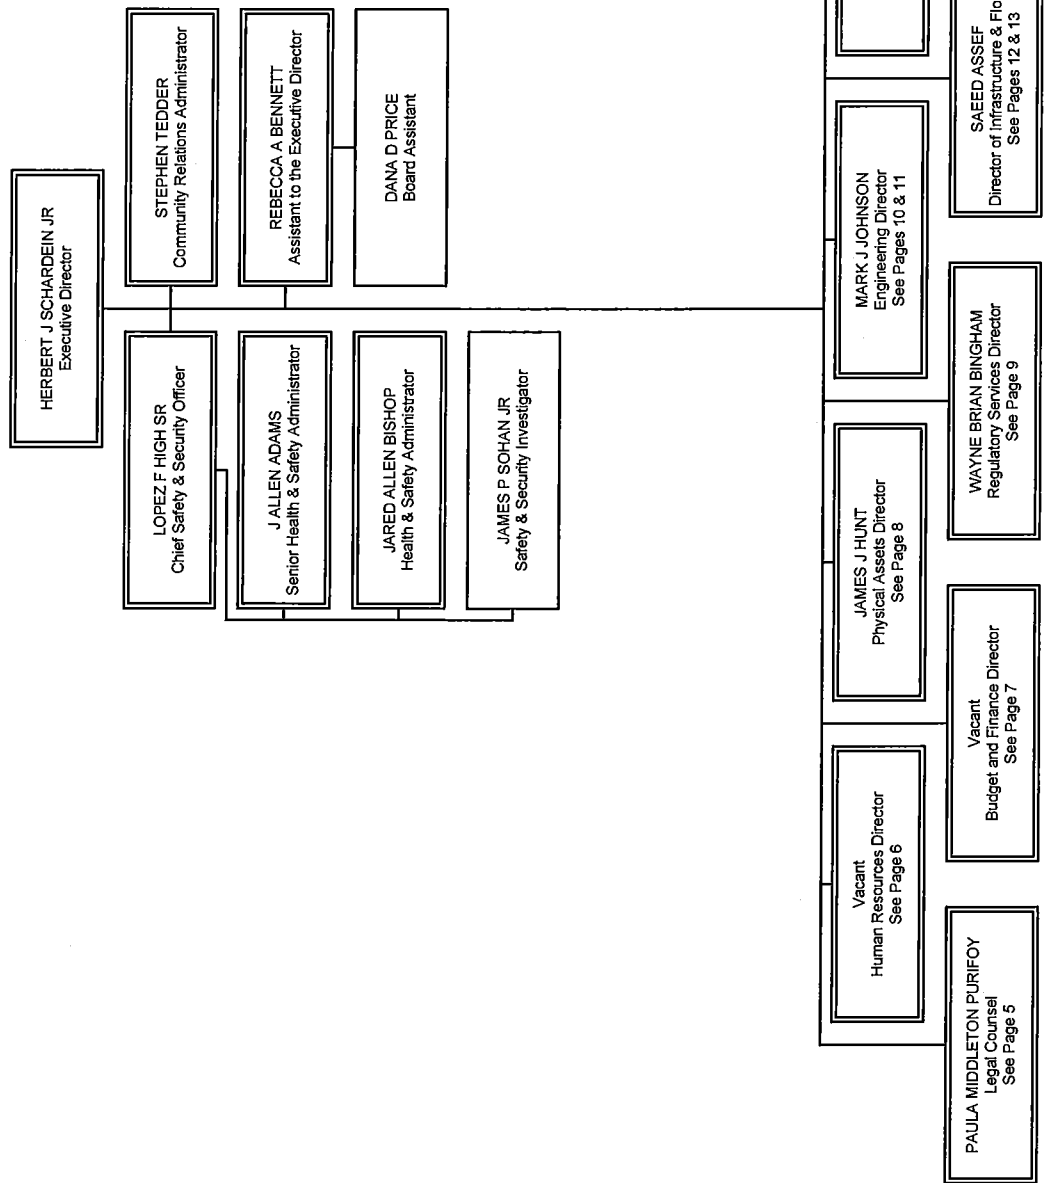 HERBERT J SCHARDEIN JR
Executive Director
LOPEZ F HIGH SR
Chief Safety & Security Officer
STEPHEN TEDDER
Community Relations Administrator
J ALLEN ADAMS
Senior Health & Safety Administrator
REBECCA A BENNETT
Assistant to the Executive Director
JARED ALLEN BISHOP
Health & Safety Administrator
DANA D PRICE
Board Assistant
JAMES P SOHAN JR
Safety & Security Investigator
Vacant
Human Resources Director
See Page 6
JAMES J HUNT
Physical Assets Director
See Page 8
MARK J JOHNSON
Engineering Director
See Pages 10 & 11
PAULA MIDDLETON PURIFOY
Legal Counsel
See Page 5
Vacant
Budget and Finance Director
See Page 7
WAYNE BRIAN BINGHAM
Regulatory Services Director
See Page 9
SAEED ASSEF
Director of Infrastructure & Flo
See Pages 12 & 13